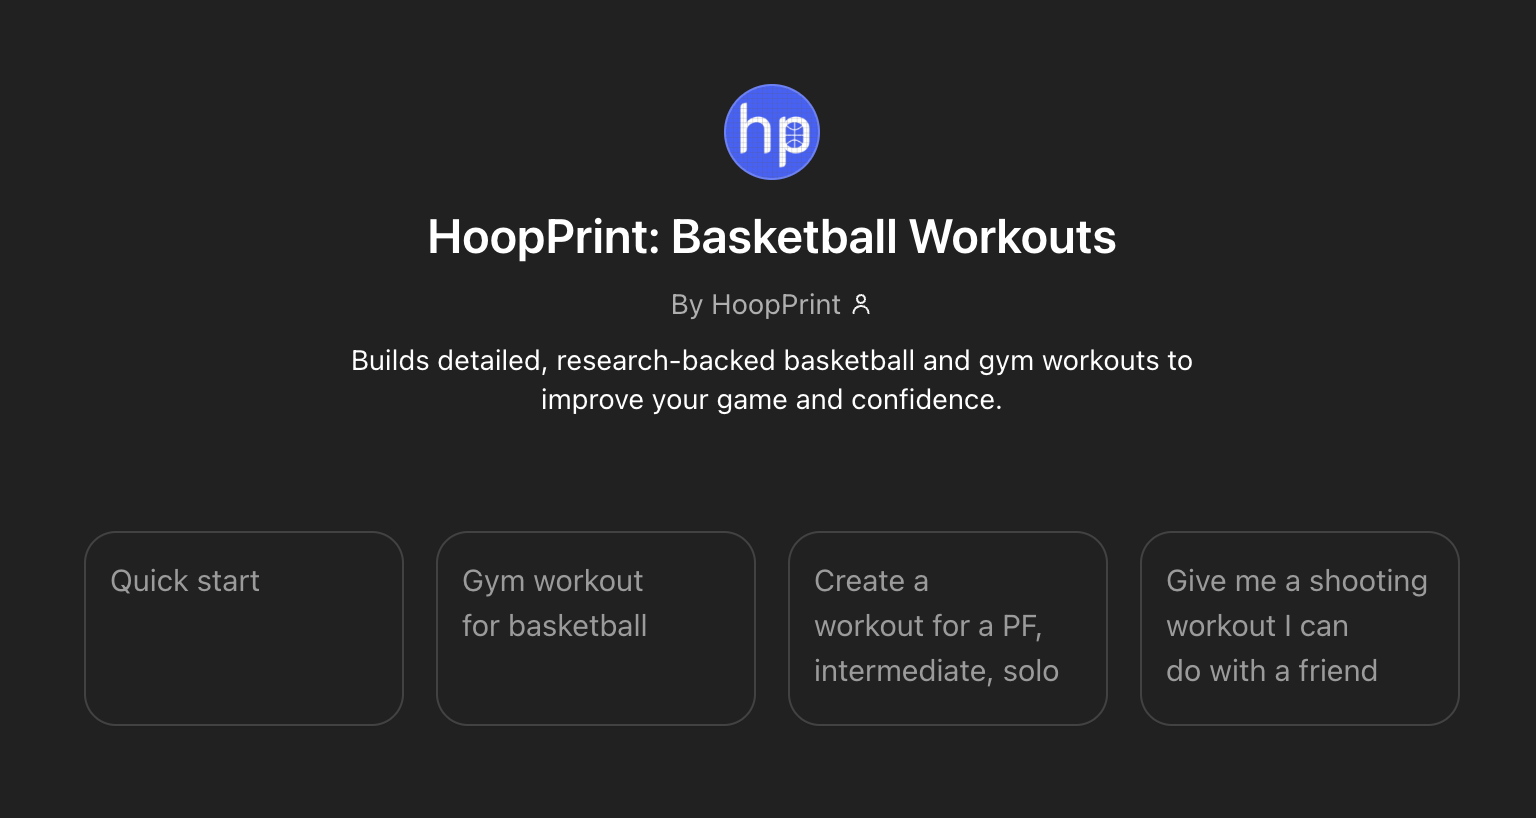 hp
HoopPrint: Basketball Workouts
By HoopPrint
Builds detailed, research-backed basketball and gym workouts to
improve your game and confidence.
Quick start
Gym workout
for basketball
Create a
workout for a PF,
intermediate, solo
Give me a shooting
workout I can
do with a friend